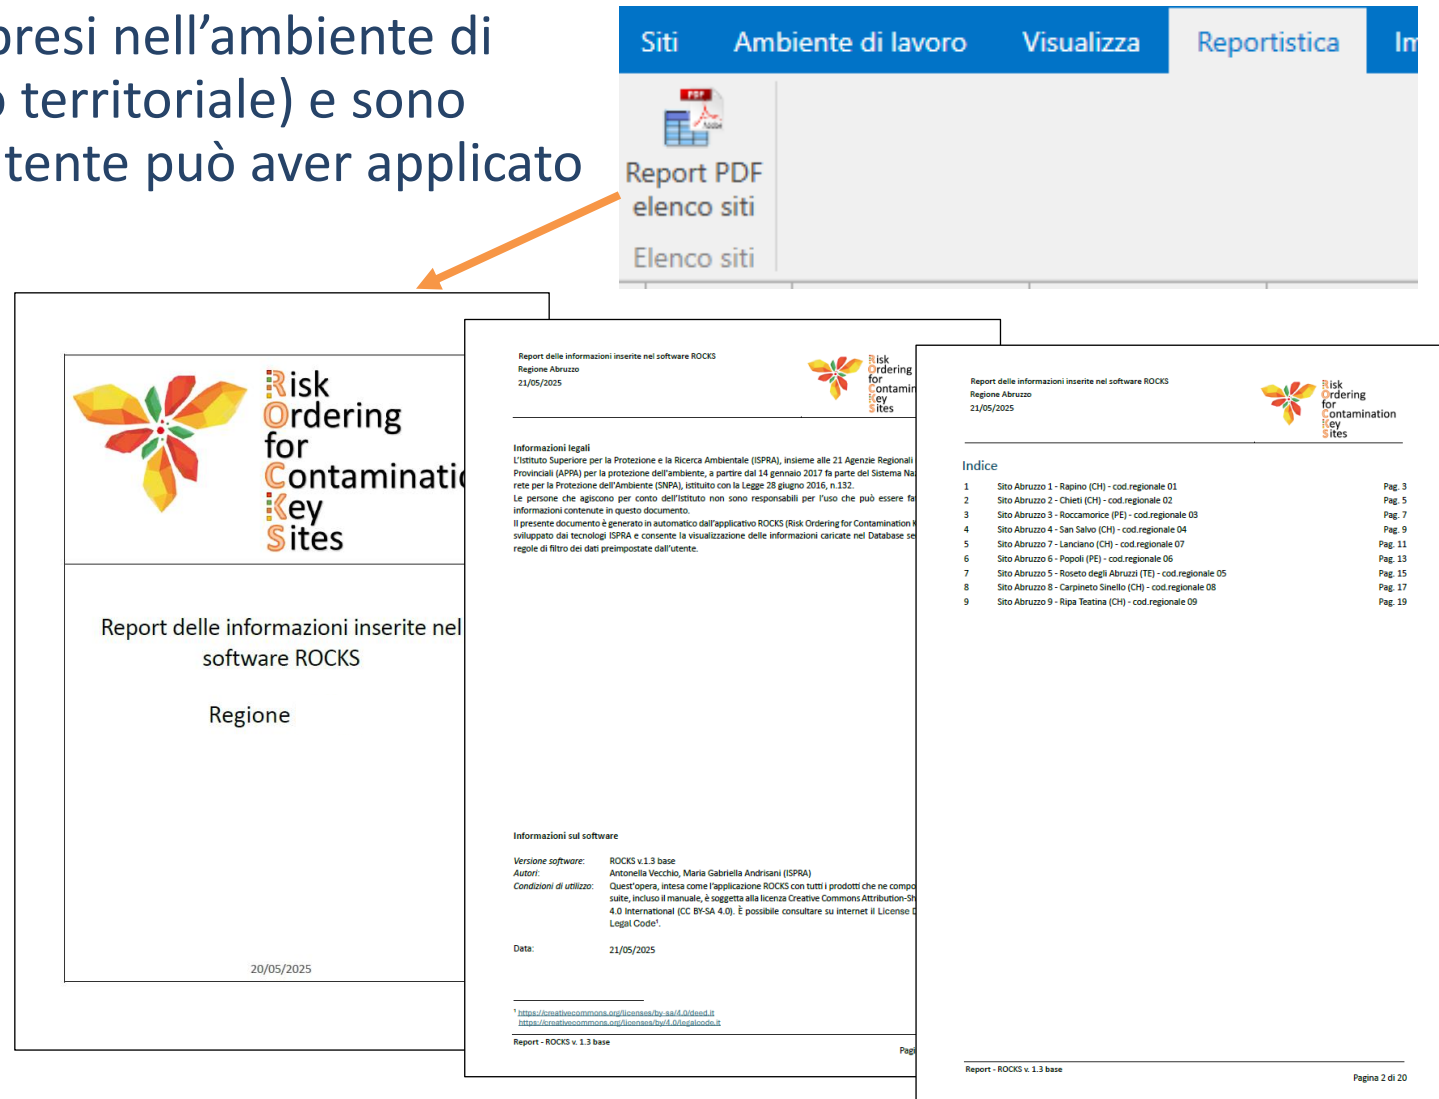 presi nell’ambiente di
territoriale) e sono
tente può aver applicato
Siti Ambiente di lavoro Visualizza Reportistica
PDF
Adobe
Report PDF
elenco siti
Elenco siti
Risk
Ordering
for
Contaminatio
Key
Sites
Report delle informazioni inserite nel
software ROCKS
Regione
20/05/2025
Report delle informazioni inserite nel software ROCKS
Regione Abruzzo
21/05/2025
Risk
Ordering
for
Contamin
Key
Sites
Informazioni legali
L’Istituto Superiore per la Protezione e la Ricerca Ambientale (ISPRA), insieme alle 21 Agenzie Regionali
Provinciali (APPA) per la protezione dell’ambiente, a partire dal 14 gennaio 2017 fa parte del Sistema Na
rete per la Protezione dell’Ambiente (SNPA), istituito con la Legge 28 giugno 2016, n.132.
Le persone che agiscono per conto dell’Istituto non sono responsabili per l’uso che può essere fa
informazioni contenute in questo documento.
Il presente documento è generato in automatico dall’applicativo ROCKS (Risk Ordering for Contamination K
sviluppato dai tecnologi ISPRA e consente la visualizzazione delle informazioni caricate nel Database se
regole di filtro dei dati preimpostate dall’utente.
Informazioni sul software
Versione software: ROCKS v.1.3 base
Autori: Antonella Vecchio, Maria Gabriella Andrisani (ISPRA)
Condizioni di utilizzo: Quest’opera, intesa come l’applicazione ROCKS con tutti i prodotti che ne compo
suite, incluso il manuale, è soggetta alla licenza Creative Commons Attribution-Sh
4.0 International (CC BY-SA 4.0). È possibile consultare su internet il License D
Legal Code¹.
Data: 21/05/2025
¹ https://creativecommons.org/licenses/by-sa/4.0/deed.it
https://creativecommons.org/licenses/by/4.0/legalcode.it
Report - ROCKS v. 1.3 base
Pagi
Report delle informazioni inserite nel software ROCKS
Regione Abruzzo
21/05/2025
Risk
Ordering
for
Contamination
Key
Sites
Indice
1 Sito Abruzzo 1 - Rapino (CH) - cod.regionale 01 Pag. 3
2 Sito Abruzzo 2 - Chieti (CH) - cod.regionale 02 Pag. 5
3 Sito Abruzzo 3 - Roccamorice (PE) - cod.regionale 03 Pag. 7
4 Sito Abruzzo 4 - San Salvo (CH) - cod.regionale 04 Pag. 9
5 Sito Abruzzo 7 - Lanciano (CH) - cod.regionale 07 Pag. 11
6 Sito Abruzzo 6 - Popoli (PE) - cod.regionale 06 Pag. 13
7 Sito Abruzzo 5 - Roseto degli Abruzzi (TE) - cod.regionale 05 Pag. 15
8 Sito Abruzzo 8 - Carpineto Sinello (CH) - cod.regionale 08 Pag. 17
9 Sito Abruzzo 9 - Ripa Teatina (CH) - cod.regionale 09 Pag. 19
Report - ROCKS v. 1.3 base
Pagina 2 di 20